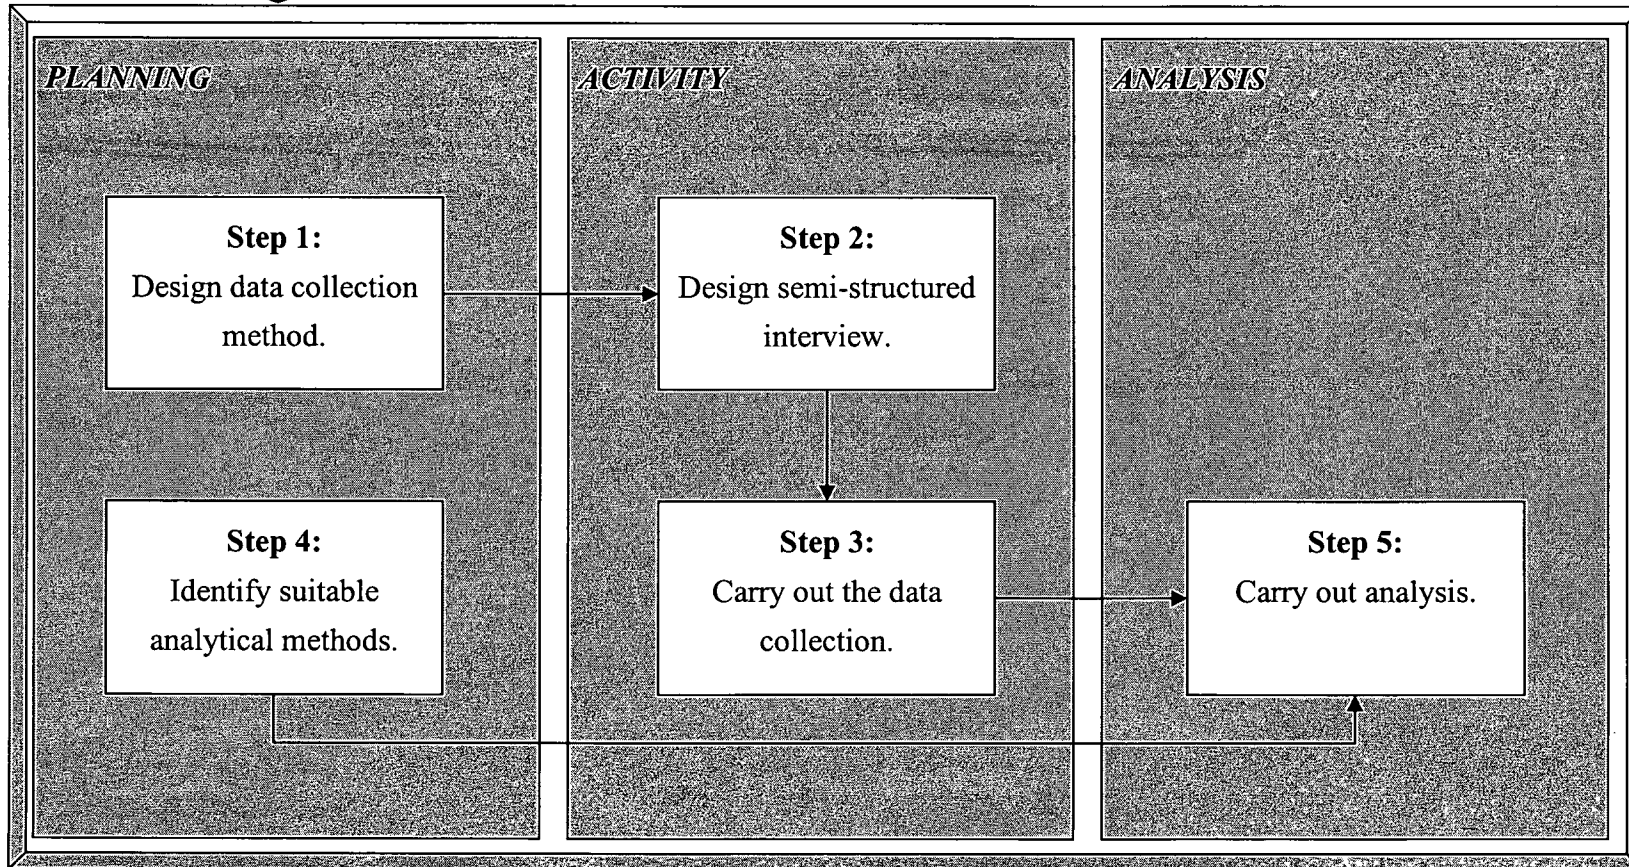 PLANNING
ACTIVITY
ANALYSIS
Step 1:
Design data collection
method.
Step 2:
Design semi-structured
interview.
Step 4:
Identify suitable
analytical methods.
Step 3:
Carry out the data
collection.
Step 5:
Carry out analysis.